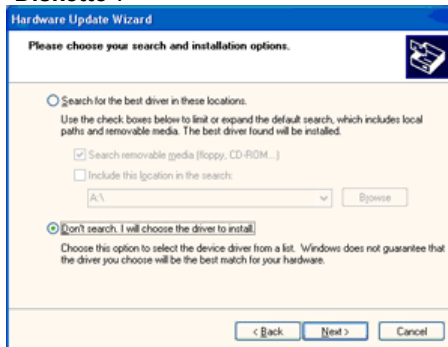 Diskette .
Hardware Update Wizard
Please choose your search and installation options.
Search for the best driver in these locations.
Use the check boxes below to limit or expand the default search, which includes local
paths and removable media. The best driver found will be installed.
Search removable media (floppy, CD-ROM...)
Include this location in the search:
A:\
Browse
Don't search. I will choose the driver to install.
Choose this option to select the device driver from a list. Windows does not guarantee that
the driver you choose will be the best match for your hardware.
< Back Next > Cancel